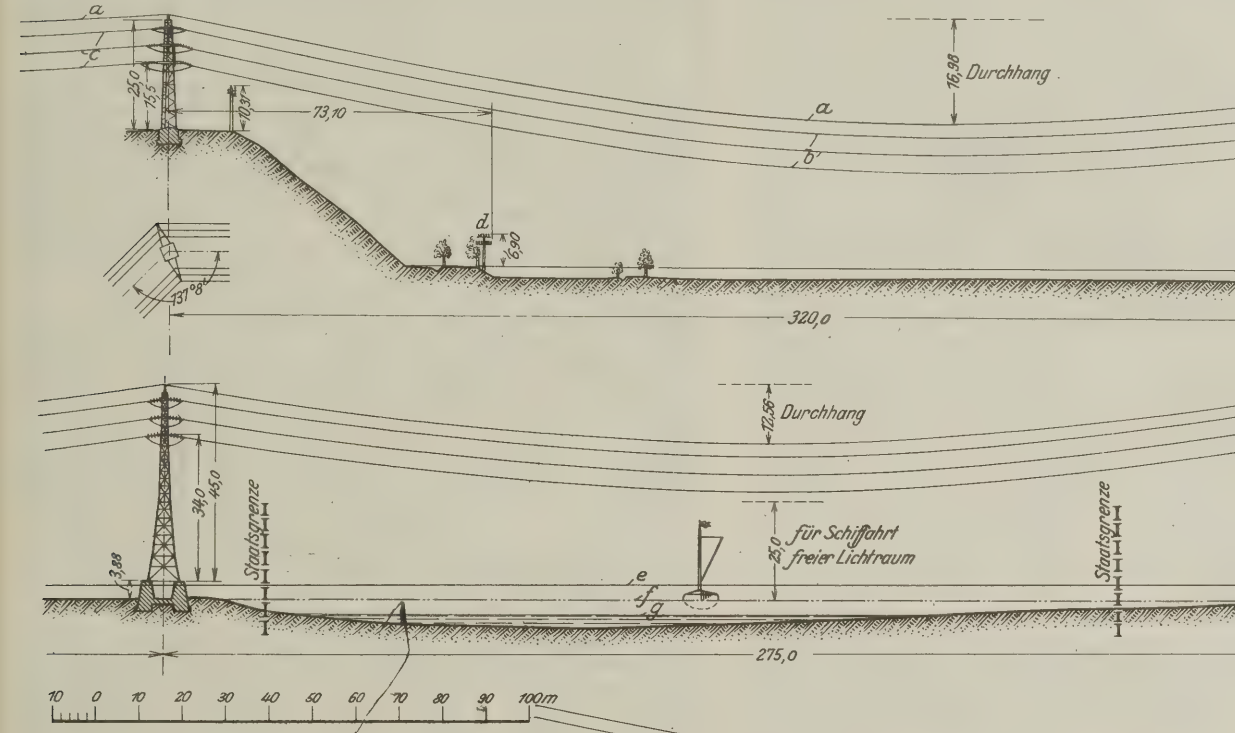 a
c
25,0
15,5
10,31
73,10
16,98
Durchhang
a
b
d
6,90
137°8'
320,0
12,56
Durchhang
34,0
45,0
3,88
Staatsgrenze
25,0
für Schiffahrt
freier Lichtraum
Staatsgrenze
e
f
g
275,0
10 0 10 20 30 40 50 60 70 80 90 100m